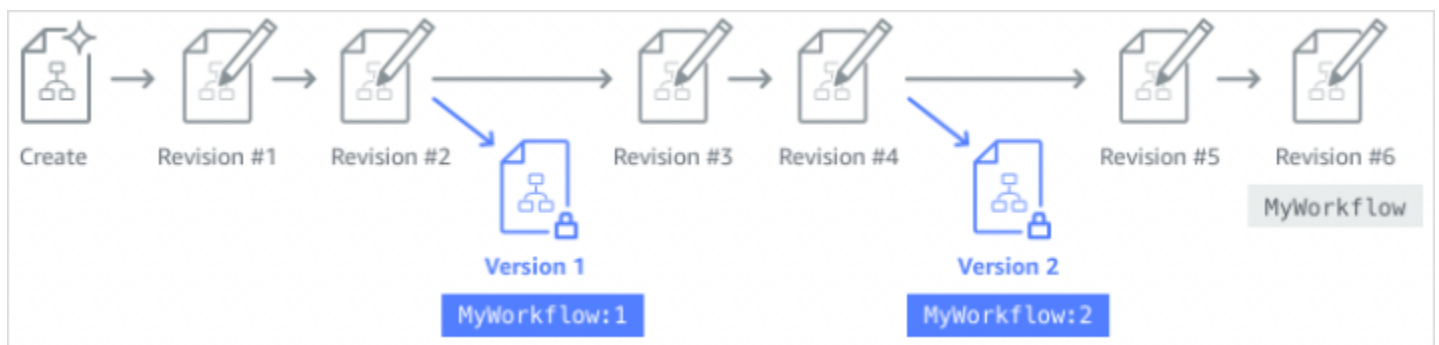 Create
Revision #1
Revision #2
Revision #3
Revision #4
Revision #5
Revision #6
MyWorkflow
Version 1
Version 2
MyWorkflow:1
MyWorkflow:2